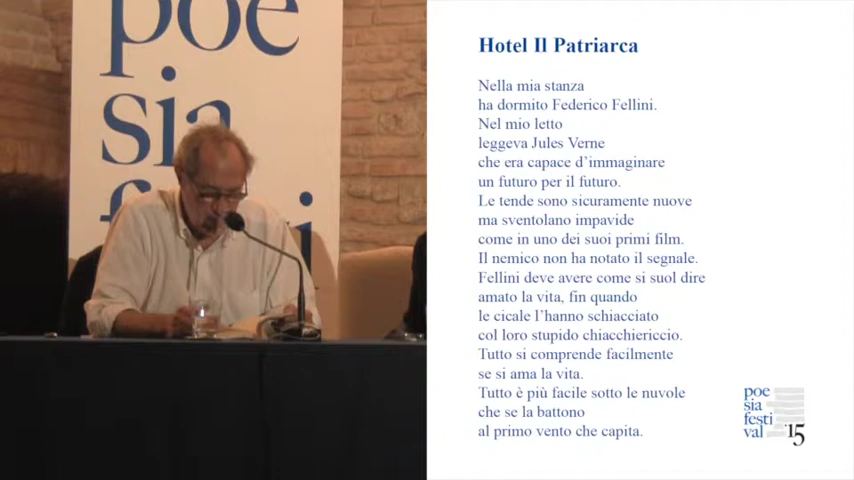 poe
sia
festi
Hotel Il Patriarca
Nella mia stanza
ha dormito Federico Fellini.
Nel mio letto
leggeva Jules Verne
che era capace d'immaginare
un futuro per il futuro.
Le tende sono sicuramente nuove
ma sventolano impavide
come in uno dei suoi primi film.
Il nemico non ha notato il segnale.
Fellini deve avere come si suol dire
amato la vita, fin quando
le cicale l'hanno schiacciato
col loro stupido chiacchiericcio.
Tutto si comprende facilmente
se si ama la vita.
Tutto è più facile sotto le nuvole
che se la battono
al primo vento che capita.
poe
sia
festi
val '15